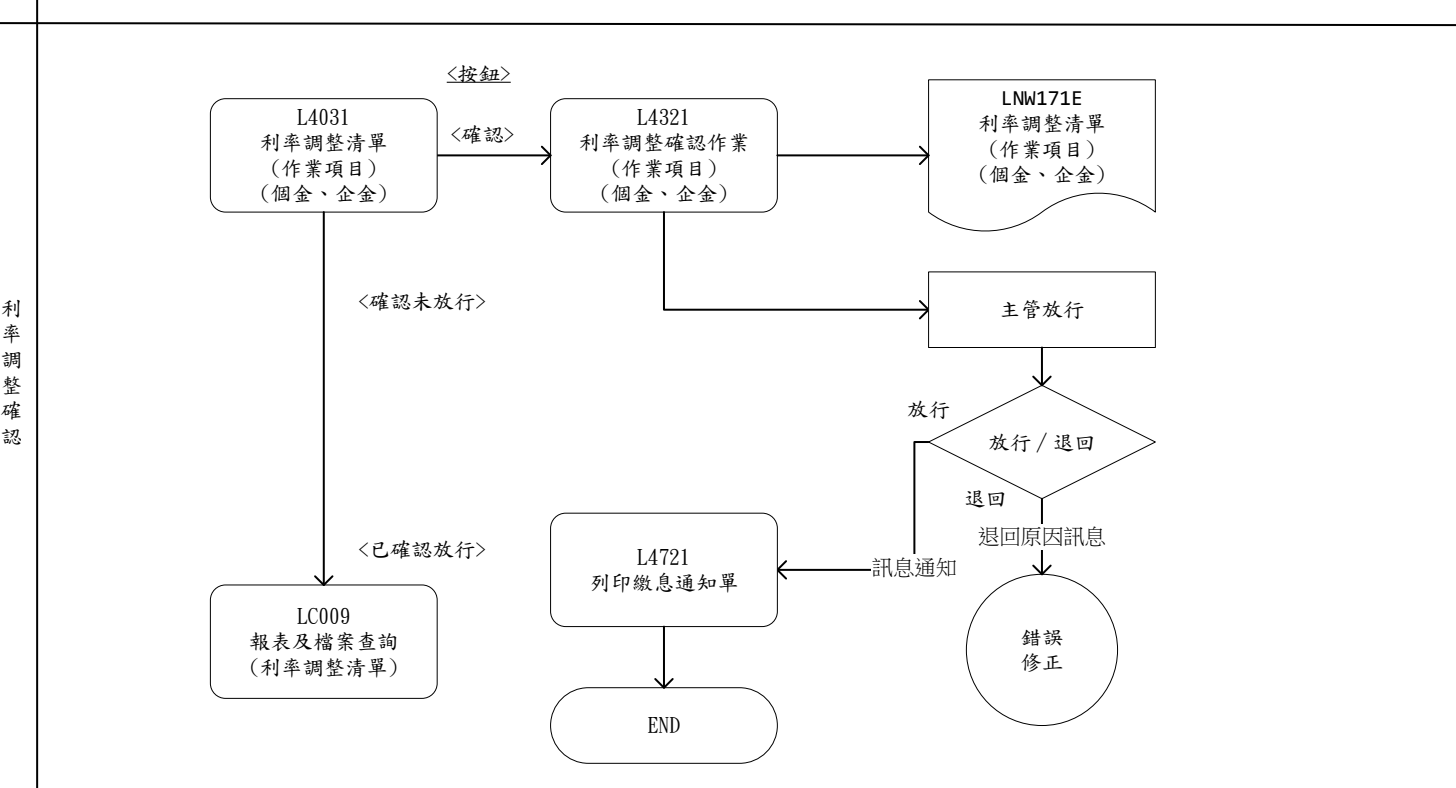 利率調整確認
<按鈕>
L4031
利率調整清單
(作業項目)
(個金、企金)
<確認>
L4321
利率調整確認作業
(作業項目)
(個金、企金)
LNW171E
利率調整清單
(作業項目)
(個金、企金)
<確認未放行>
主管放行
放行
放行/退回
退回
退回原因訊息
<已確認放行>
L4721
列印繳息通知單
訊息通知
LC009
報表及檔案查詢
(利率調整清單)
錯誤
修正
END